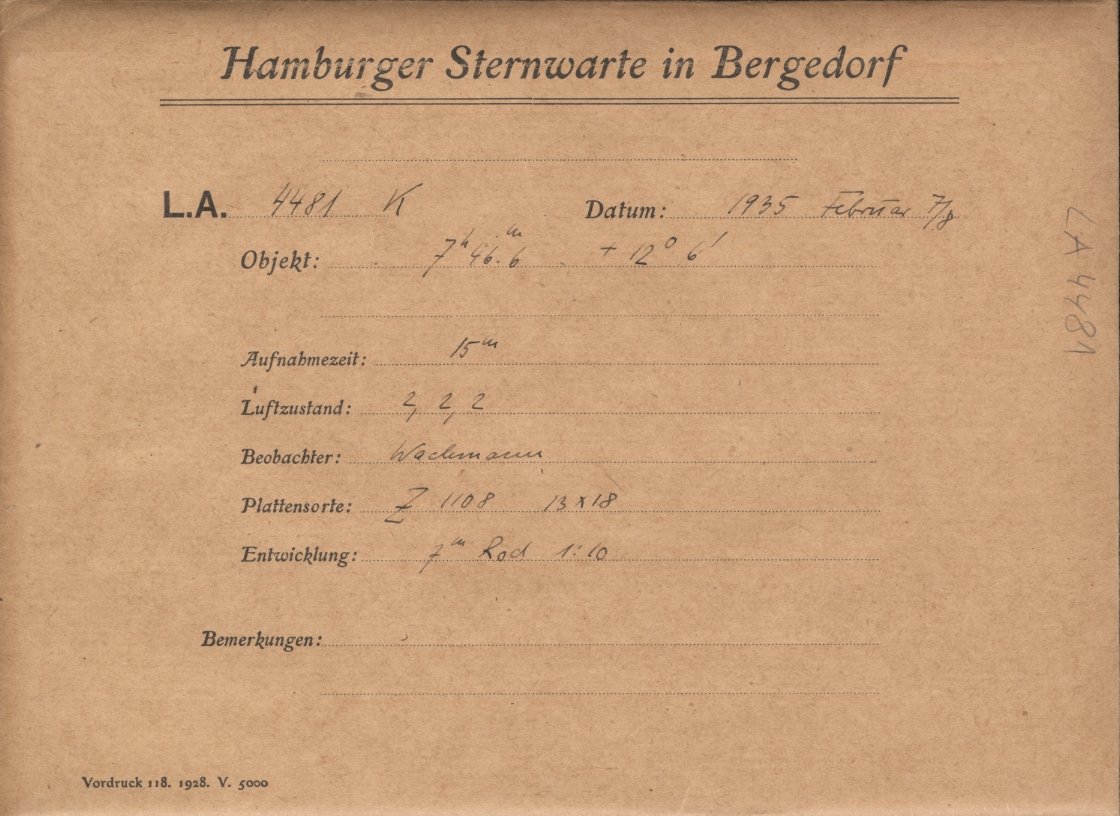 Hamburger Sternwarte in Bergedorf
L.A. 4481 K Datum: 1935 Februar 7/8
Objekt: 7ʰ 46.6ᵐ + 12° 6′
Aufnahmezeit: 15ᵐ
Luftzustand: 2, 2, 2
Beobachter: Wachmann
Plattensorte: Z 1108 13 x 18
Entwicklung: 7ᵐ Rod 1:10
Bemerkungen:
Vordruck 118. 1928. V. 5000
LA 4481